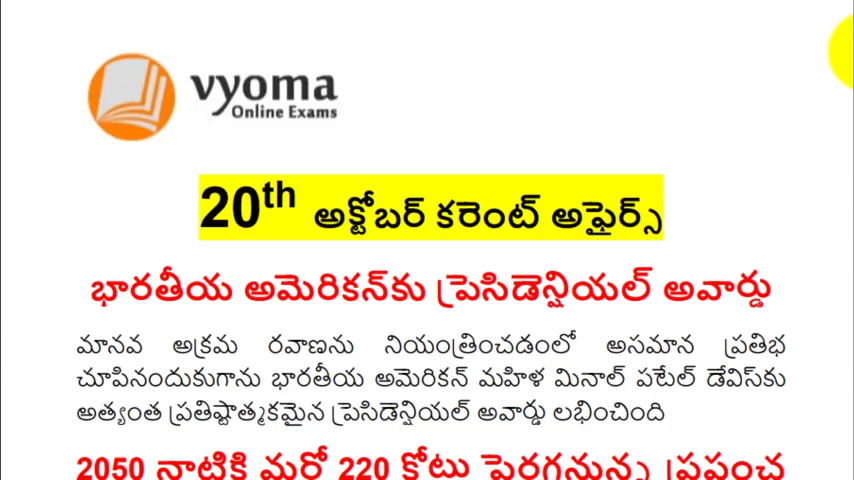 vyoma
Online Exams
20th అక్టోబర్ కరెంట్ అఫైర్స్
భారతీయ అమెరికన్‌కు ప్రెసిడెన్షియల్ అవార్డు
మానవ అక్రమ రవాణను నియంత్రించడంలో అసమాన ప్రతిభ
చూపినందుకుగాను భారతీయ అమెరికన్ మహిళ మినాల్ పటేల్ డేవిస్‌కు
అత్యంత ప్రతిష్టాత్మకమైన ప్రెసిడెన్షియల్ అవార్డు లభించింది
2050 నాటికి మరో 220 కోట్లు పెరగనున్న ప్రపంచ